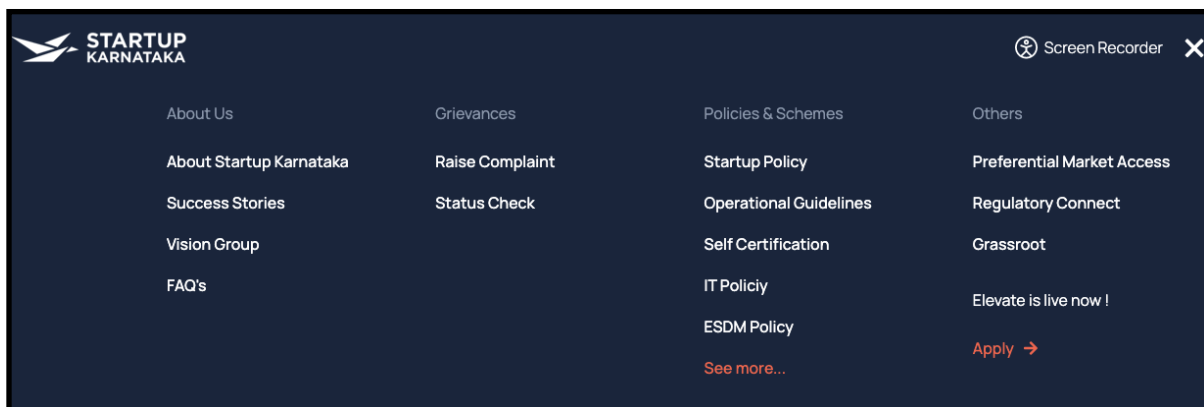 STARTUP
KARNATAKA
Screen Recorder
About Us
About Startup Karnataka
Success Stories
Vision Group
FAQ's
Grievances
Raise Complaint
Status Check
Policies & Schemes
Startup Policy
Operational Guidelines
Self Certification
IT Policiy
ESDM Policy
See more...
Others
Preferential Market Access
Regulatory Connect
Grassroot
Elevate is live now !
Apply →